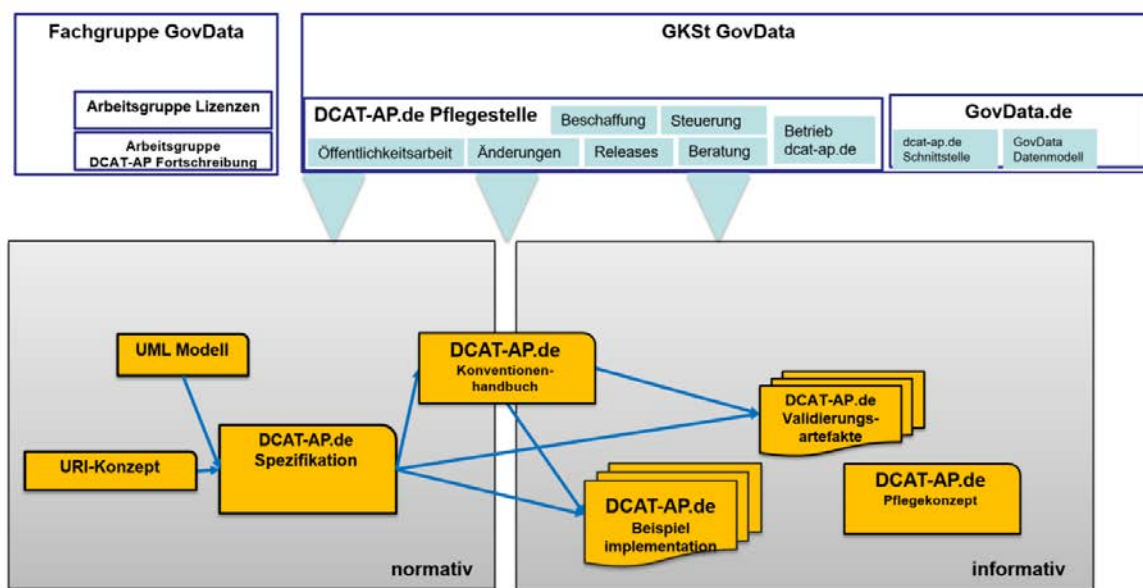 Fachgruppe GovData
Arbeitsgruppe Lizenzen
Arbeitsgruppe
DCAT-AP Fortschreibung
GKSt GovData
DCAT-AP.de Pflegestelle
Beschaffung
Steuerung
Betrieb
dcat-ap.de
Öffentlichkeitsarbeit
Änderungen
Releases
Beratung
GovData.de
dcat-ap.de
Schnittstelle
GovData
Datenmodell
UML Modell
URI-Konzept
DCAT-AP.de
Spezifikation
DCAT-AP.de
Konventionen-
handbuch
DCAT-AP.de
Validierungs-
artefakte
DCAT-AP.de
Beispiel
implementation
DCAT-AP.de
Pflegekonzept
normativ
informativ